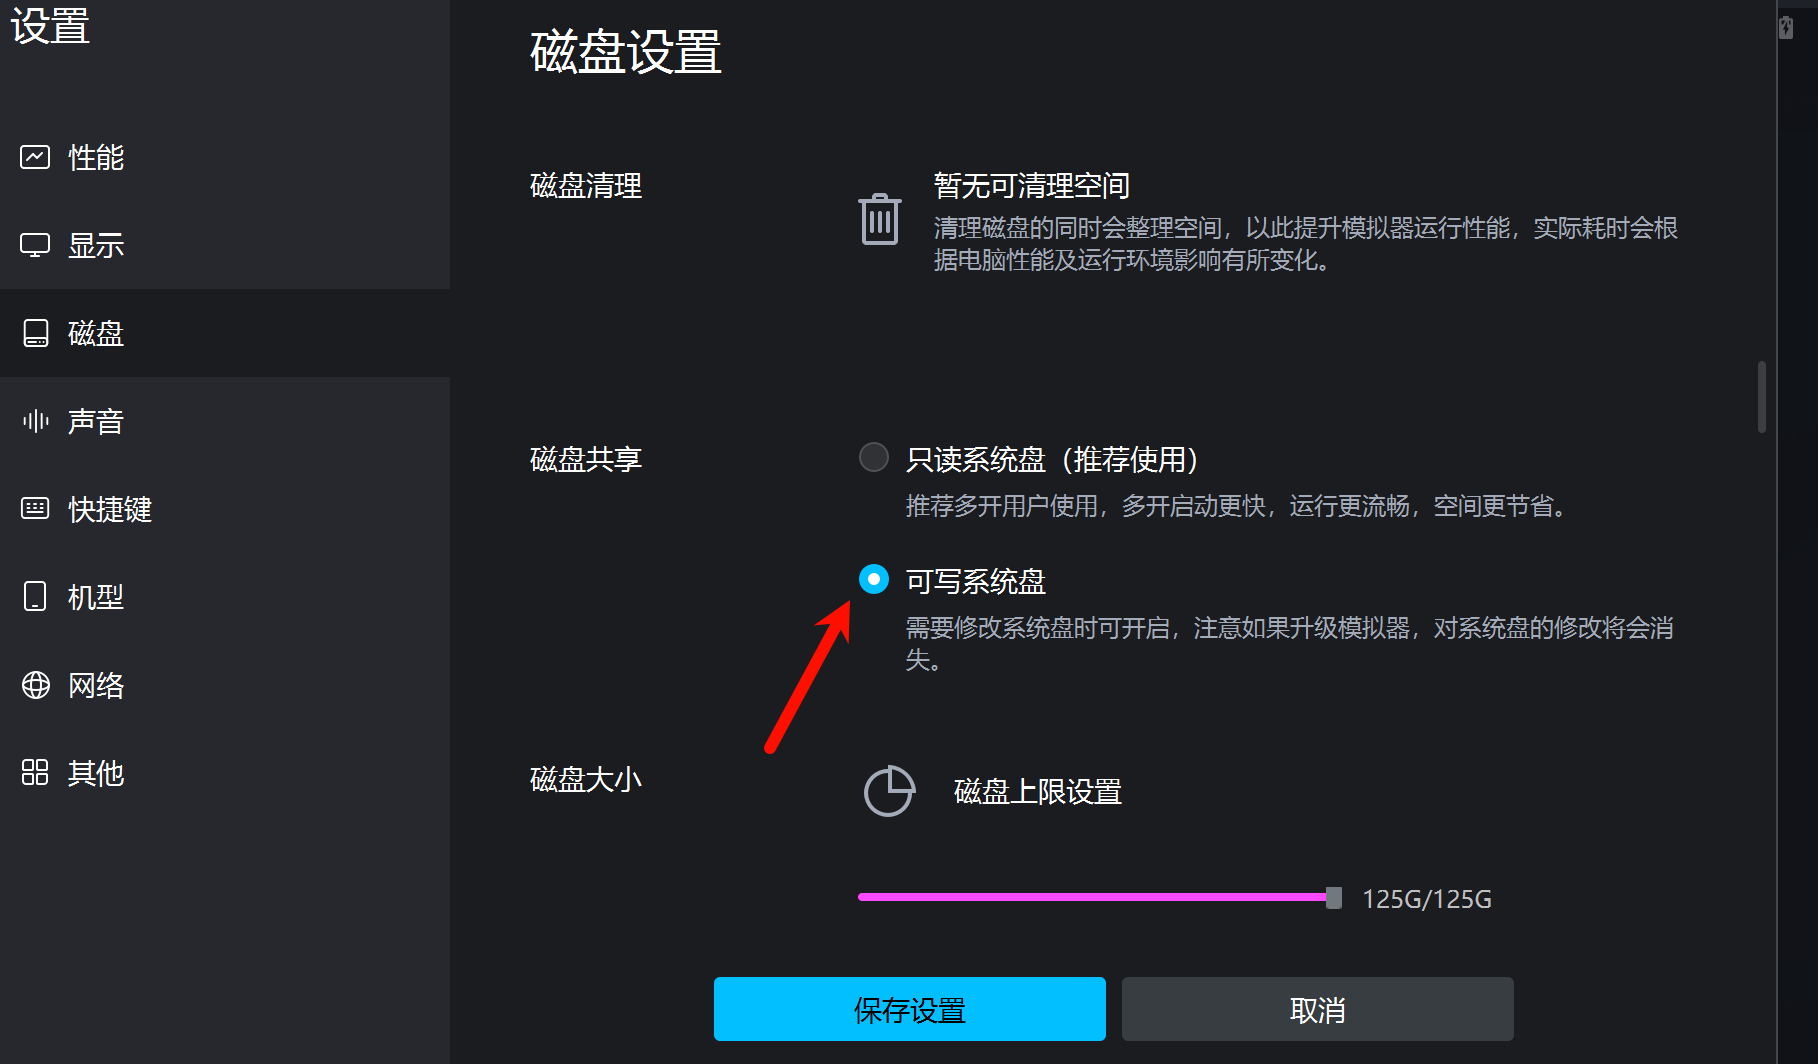 设置
性能
显示
磁盘
声音
快捷键
机型
网络
其他
磁盘设置
磁盘清理
暂无可清理空间
清理磁盘的同时会整理空间，以此提升模拟器运行性能，实际耗时会根
据电脑性能及运行环境影响有所变化。
磁盘共享
只读系统盘（推荐使用）
推荐多开用户使用，多开启动更快，运行更流畅，空间更节省。
可写系统盘
需要修改系统盘时可开启，注意如果升级模拟器，对系统盘的修改将会消
失。
磁盘大小
磁盘上限设置
125G/125G
保存设置
取消